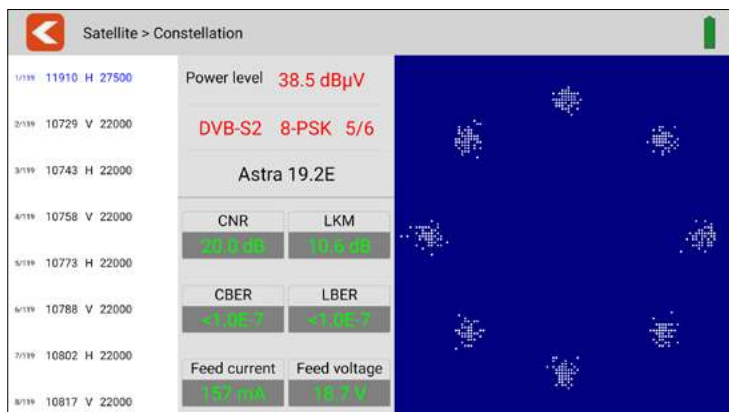 Satellite > Constellation
1/139 11910 H 27500
2/139 10729 V 22000
3/139 10743 H 22000
4/139 10758 V 22000
5/139 10773 H 22000
6/139 10788 V 22000
7/139 10802 H 22000
8/139 10817 V 22000
Power level 38.5 dBµV
DVB-S2 8-PSK 5/6
Astra 19.2E
CNR LKM
20.0 dB 10.6 dB
CBER LBER
<1.0E-7 <1.0E-7
Feed current Feed voltage
157 mA 18.7 V